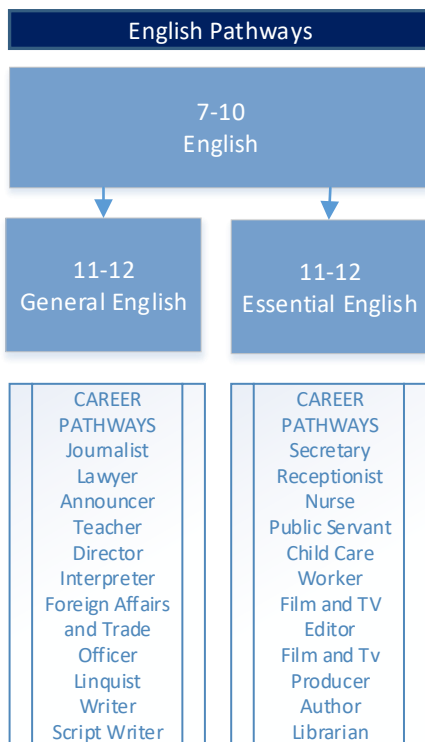 English Pathways
7-10
English
11-12
General English
11-12
Essential English
CAREER
PATHWAYS
Journalist
Lawyer
Announcer
Teacher
Director
Interpreter
Foreign Affairs
and Trade
Officer
Linquist
Writer
Script Writer
CAREER
PATHWAYS
Secretary
Receptionist
Nurse
Public Servant
Child Care
Worker
Film and TV
Editor
Film and Tv
Producer
Author
Librarian